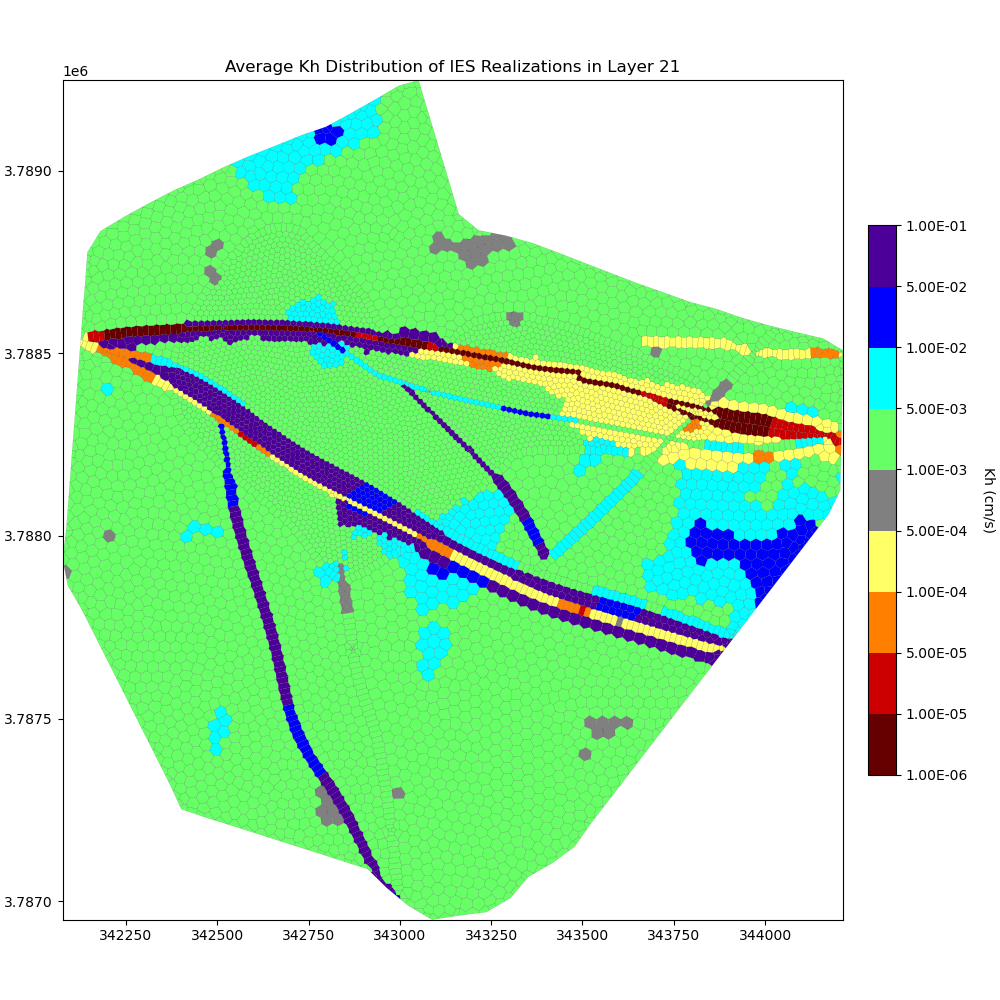 Average Kh Distribution of IES Realizations in Layer 21
1e6
3.7890
3.7885
3.7880
3.7875
3.7870
342250 342500 342750 343000 343250 343500 343750 344000
1.00E-01
5.00E-02
1.00E-02
5.00E-03
1.00E-03
5.00E-04
1.00E-04
5.00E-05
1.00E-05
1.00E-06
Kh (cm/s)